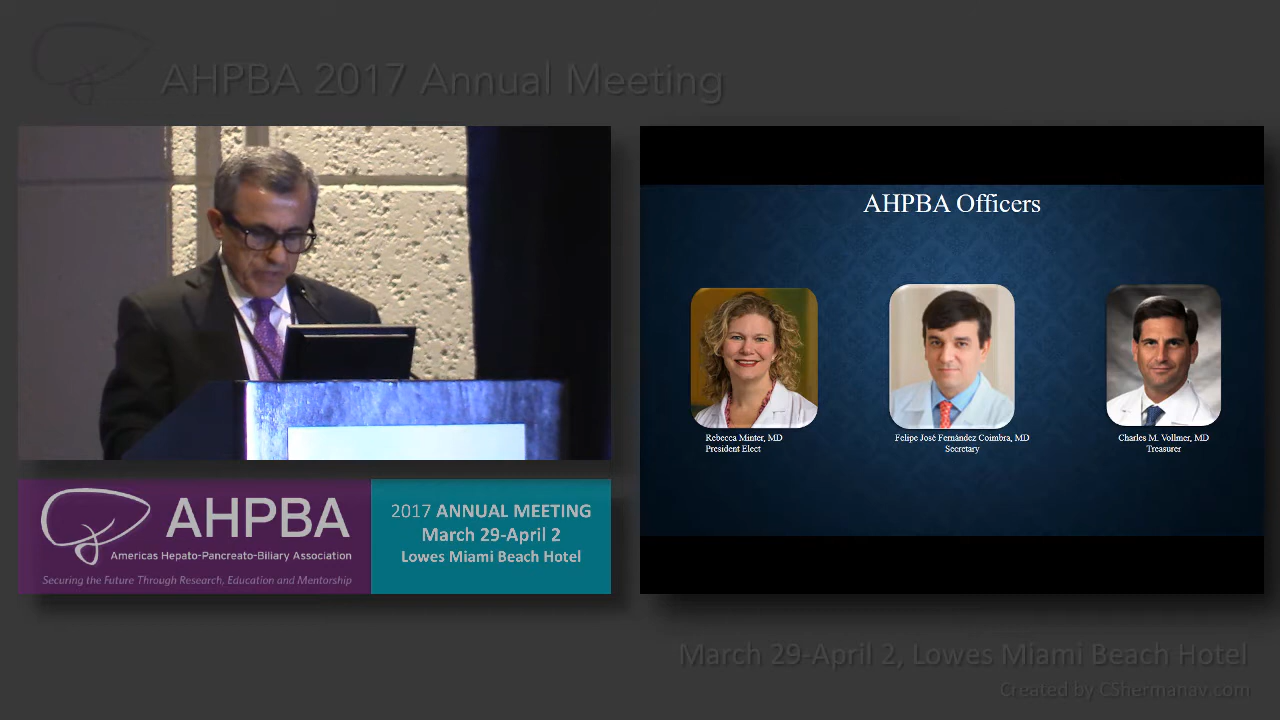 AHPBA 2017 Annual Meeting
AHPBA Officers
Rebecca Minter, MD
President Elect
Felipe José Fernàndez Coimbra, MD
Secretary
Charles M. Vollmer, MD
Treasurer
AHPBA
Americas Hepato-Pancreato-Biliary Association
Securing the Future Through Research, Education and Mentorship
2017 ANNUAL MEETING
March 29-April 2
Lowes Miami Beach Hotel
March 29-April 2, Lowes Miami Beach Hotel
Created by CShermanav.com